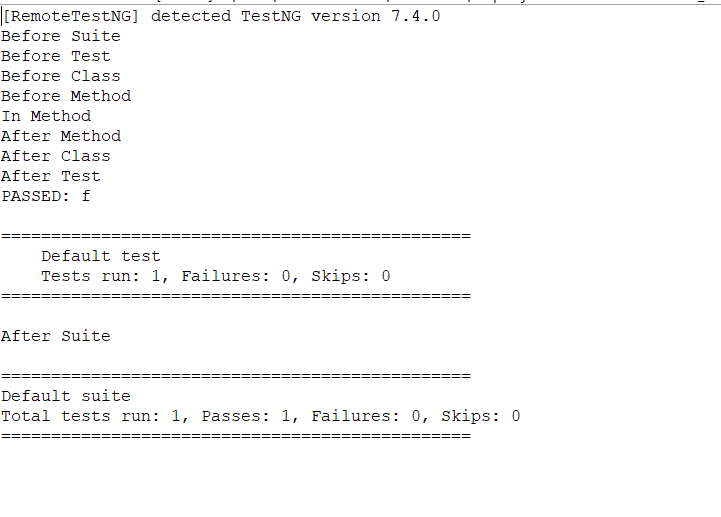 [RemoteTestNG] detected TestNG version 7.4.0
Before Suite
Before Test
Before Class
Before Method
In Method
After Method
After Class
After Test
PASSED: f
===============================================
Default test
Tests run: 1, Failures: 0, Skips: 0
===============================================
After Suite
===============================================
Default suite
Total tests run: 1, Passes: 1, Failures: 0, Skips: 0
===============================================